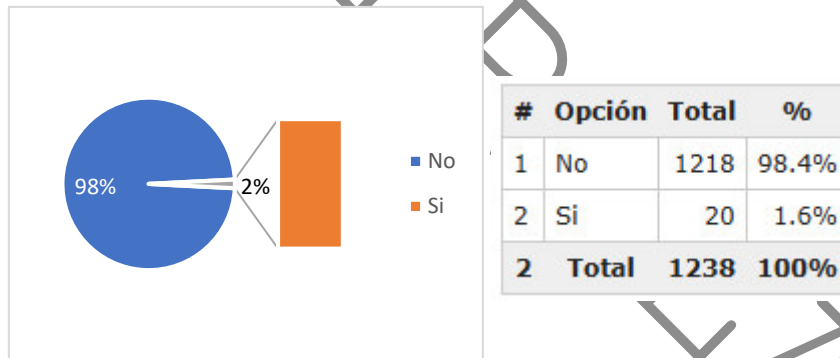 98%
2%
No
Si
# Opción Total %
1 No 1218 98.4%
2 Si 20 1.6%
2 Total 1238 100%